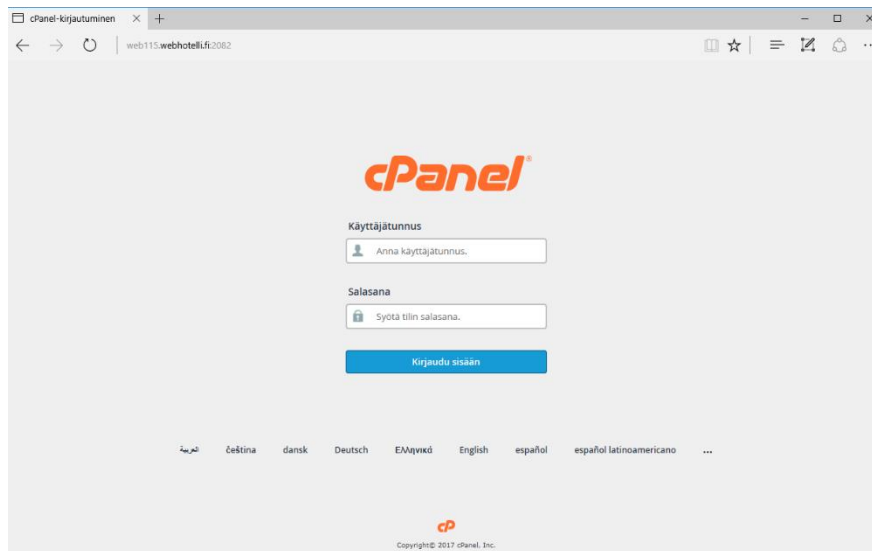 cPanel-kirjautuminen
web115.webhotelli.fi:2082
cPanel®
Käyttäjätunnus
Anna käyttäjätunnus.
Salasana
Syötä tilin salasana.
Kirjaudu sisään
العربية čeština dansk Deutsch Ελληνικά English español español latinoamericano ...
cP
Copyright© 2017 cPanel, Inc.